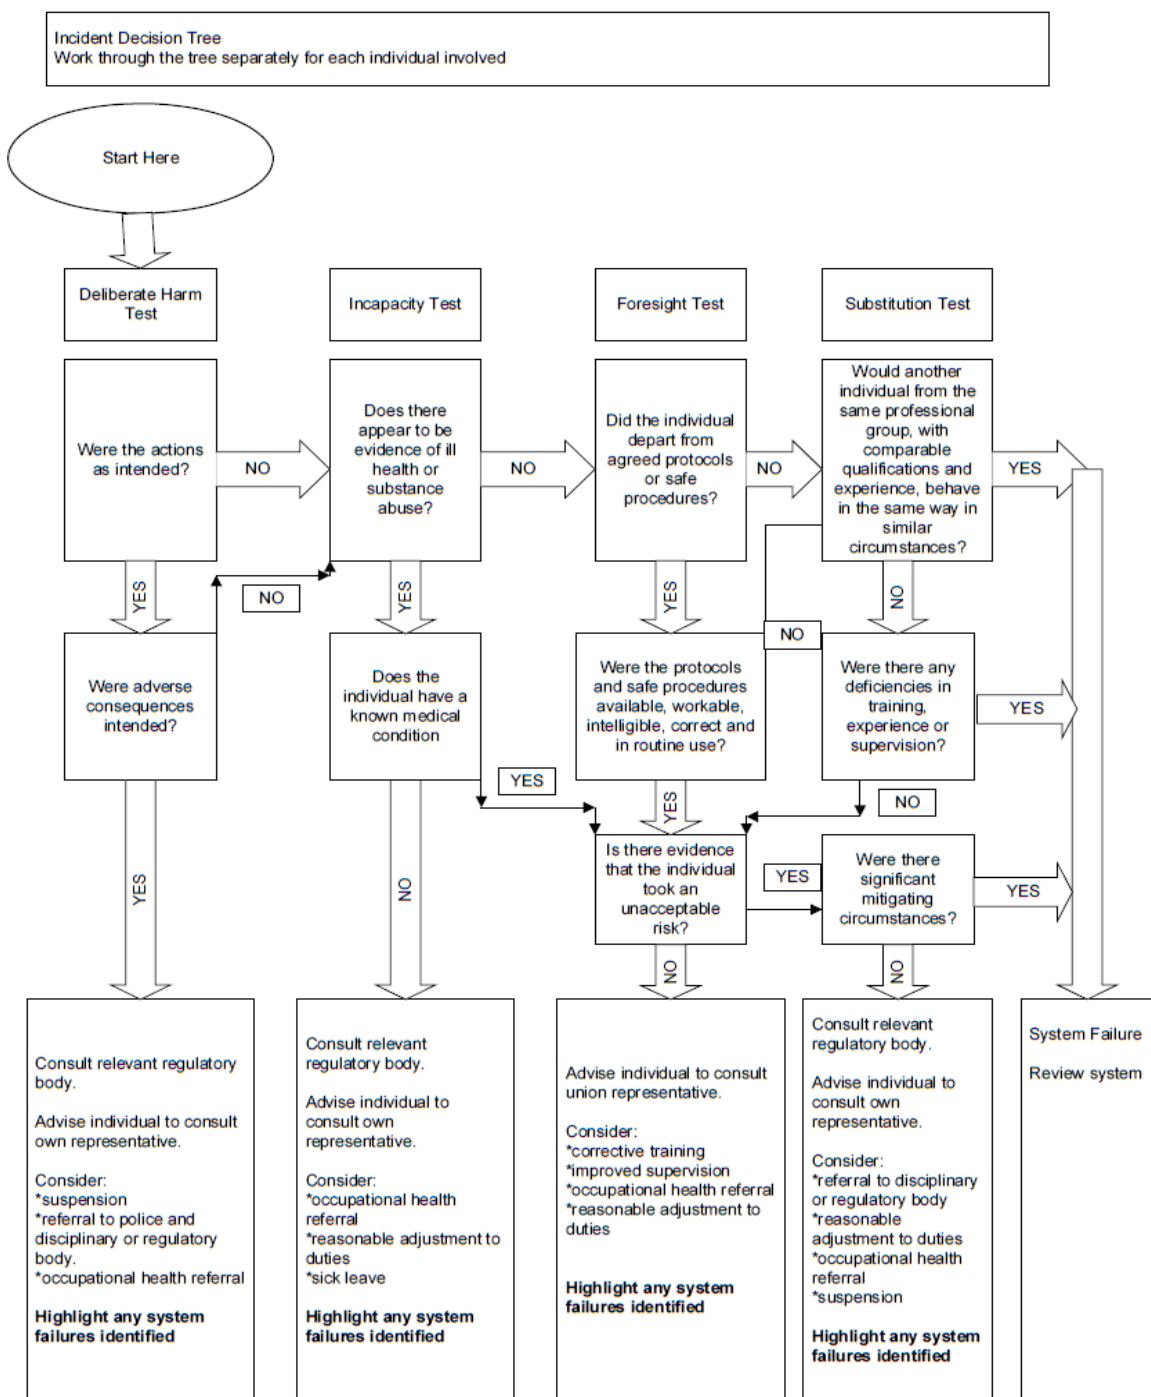 Incident Decision Tree
Work through the tree separately for each individual involved
Start Here
Deliberate Harm
Test
Incapacity Test
Foresight Test
Substitution Test
Were the actions
as intended?
NO
Does there
appear to be
evidence of ill
health or
substance
abuse?
NO
Did the individual
depart from
agreed protocols
or safe
procedures?
NO
Would another
individual from the
same professional
group, with
comparable
qualifications and
experience, behave
in the same way in
similar
circumstances?
YES
YES
NO
YES
YES
NO
Were adverse
consequences
intended?
Does the
individual have a
known medical
condition
Were the protocols
and safe procedures
available, workable,
intelligible, correct and
in routine use?
NO
Were there any
deficiencies in
training,
experience or
supervision?
YES
YES
YES
NO
YES
NO
Is there evidence
that the individual
took an
unacceptable
risk?
YES
Were there
significant
mitigating
circumstances?
YES
NO
NO
Consult relevant regulatory
body.
Advise individual to consult
own representative.
Consider:
*suspension
*referral to police and
disciplinary or regulatory
body.
*occupational health referral
Highlight any system
failures identified
Consult relevant
regulatory body.
Advise individual to
consult own
representative.
Consider:
*occupational health
referral
*reasonable adjustment to
duties
*sick leave
Highlight any system
failures identified
Advise individual to consult
union representative.
Consider:
*corrective training
*improved supervision
*occupational health referral
*reasonable adjustment to
duties
Highlight any system
failures identified
Consult relevant
regulatory body.
Advise individual to
consult own
representative.
Consider:
*referral to disciplinary
or regulatory body
*reasonable
adjustment to duties
*occupational health
referral
*suspension
Highlight any system
failures identified
System Failure
Review system